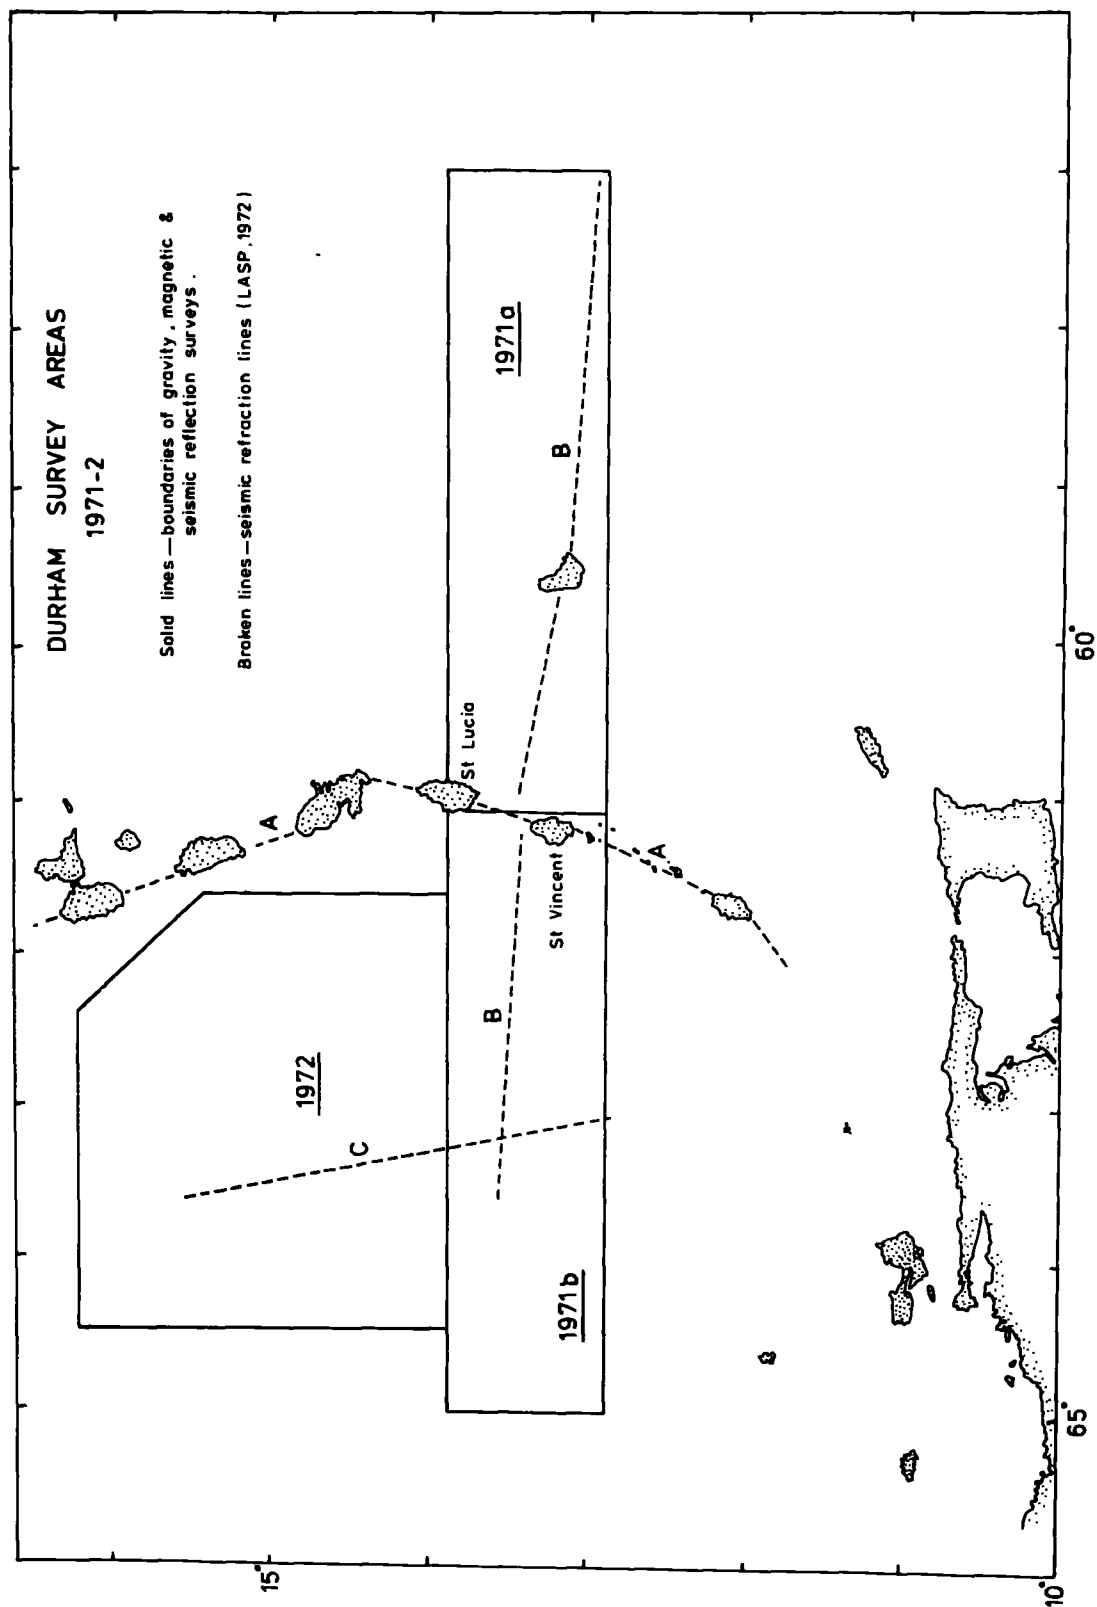 DURHAM SURVEY AREAS
1971-2
Solid lines—boundaries of gravity, magnetic &
seismic reflection surveys.
Broken lines—seismic refraction lines (LASP, 1972)
A
St Lucia
1972
C
B
1971a
B
St Vincent
A
1971b
15°
10°
65°
60°